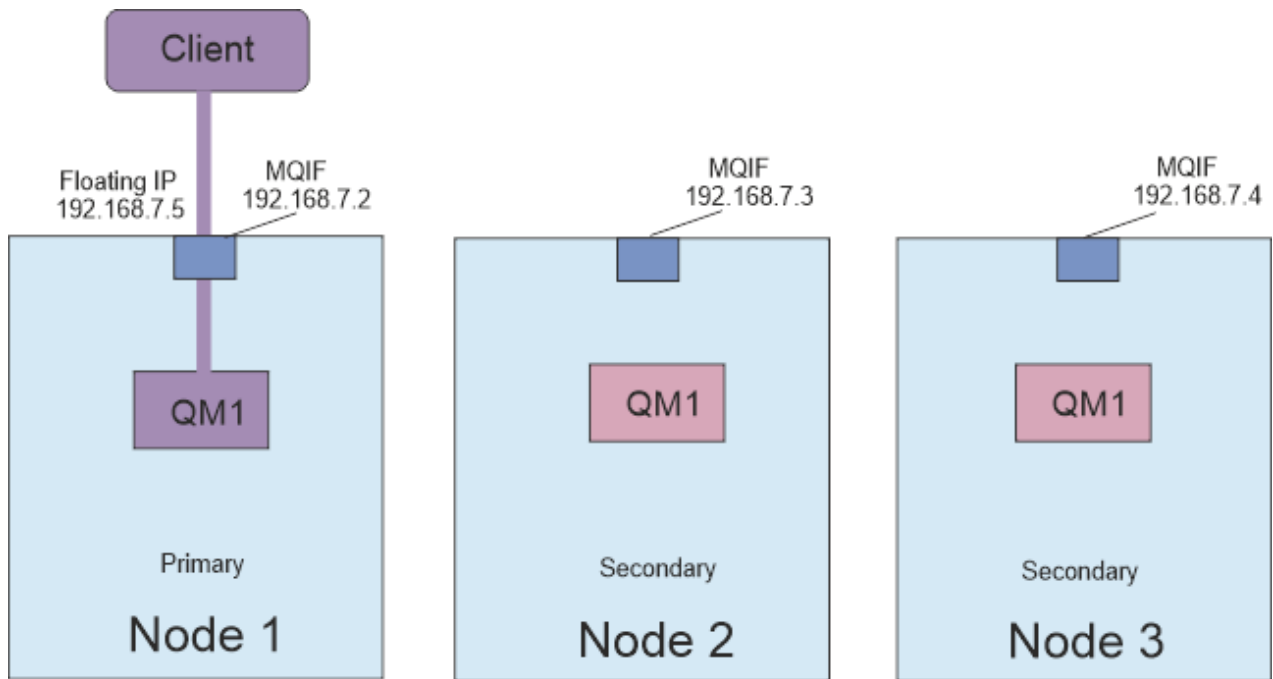 Client
Floating IP
192.168.7.5
MQIF
192.168.7.2
MQIF
192.168.7.3
MQIF
192.168.7.4
QM1
QM1
QM1
Primary
Secondary
Secondary
Node 1
Node 2
Node 3